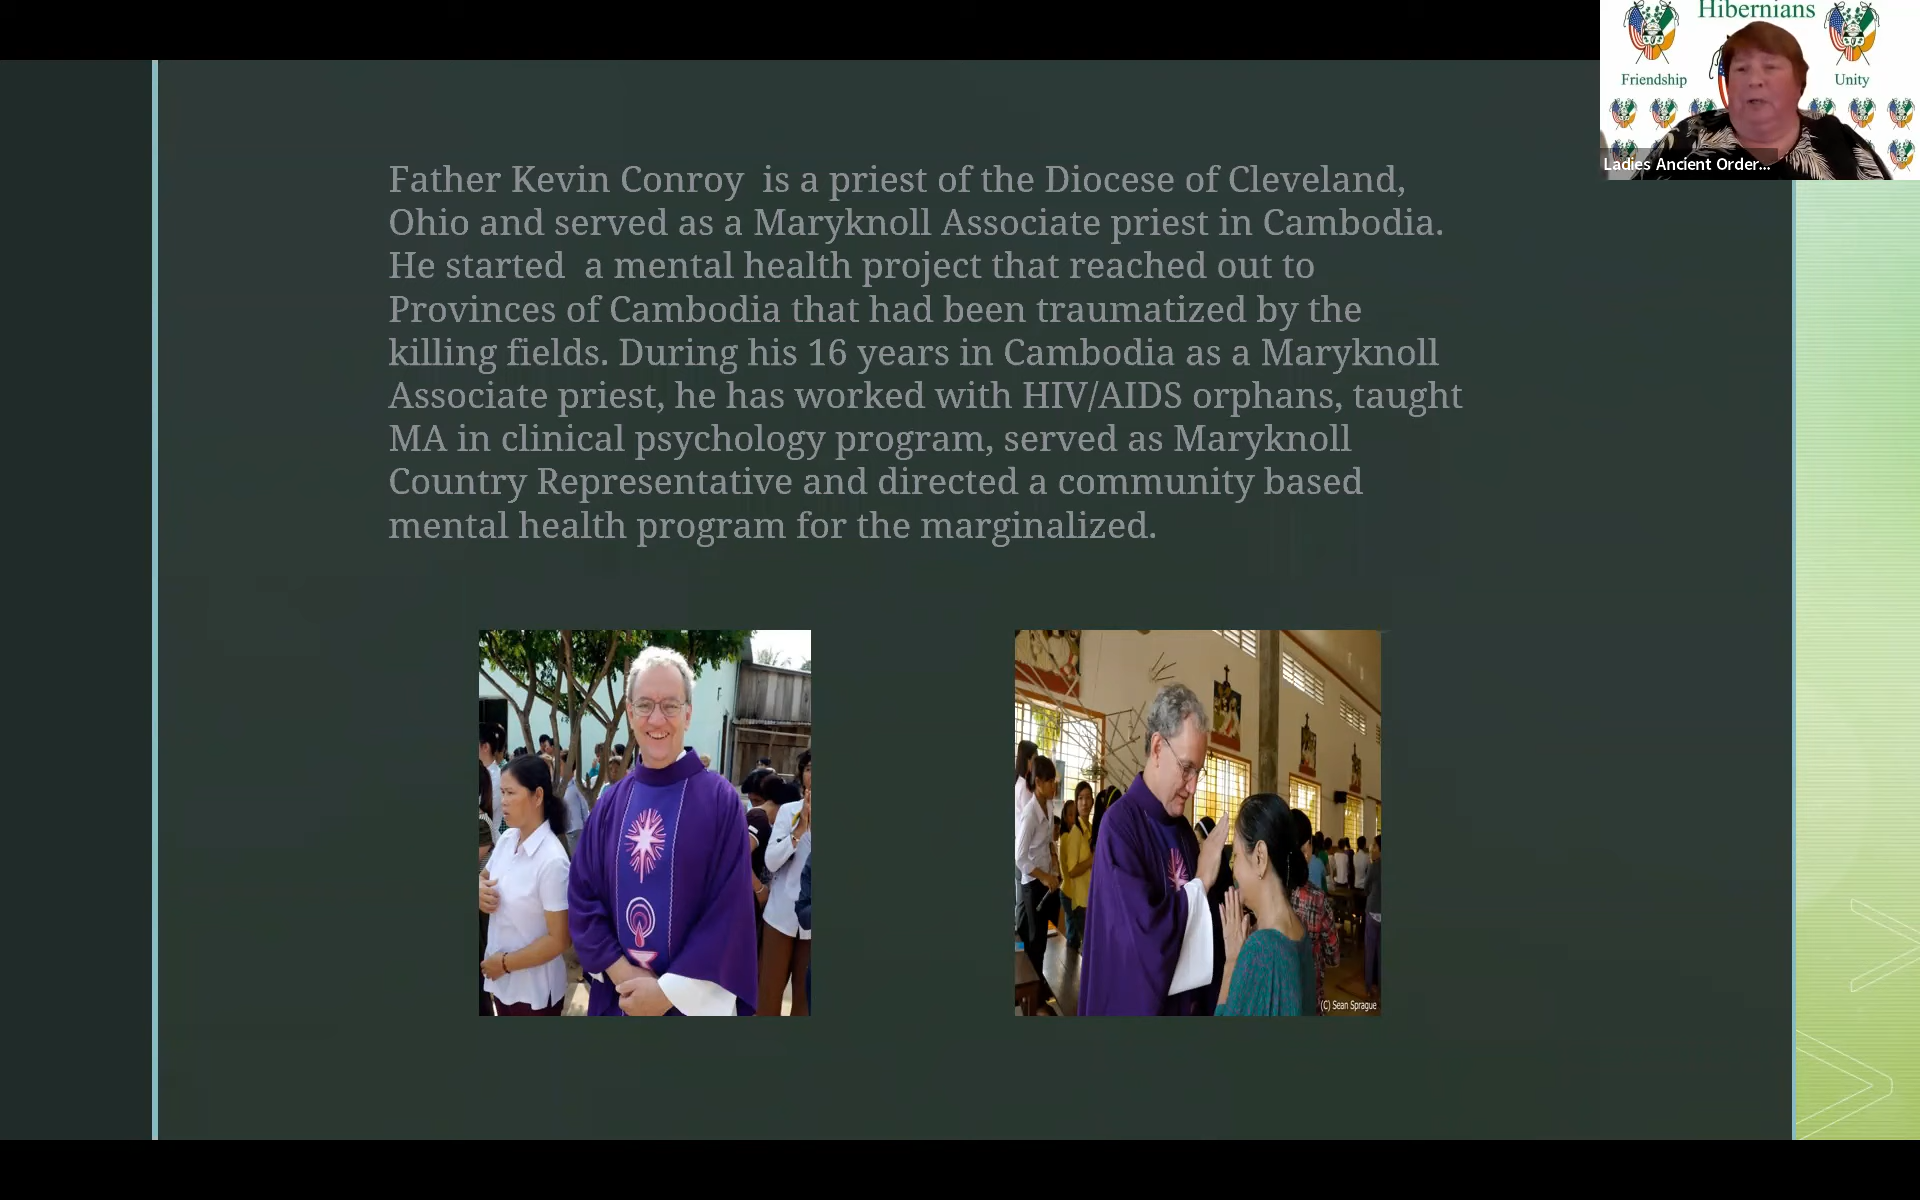 Hibernians
Friendship
Unity
Ladies Ancient Order...
Father Kevin Conroy is a priest of the Diocese of Cleveland,
Ohio and served as a Maryknoll Associate priest in Cambodia.
He started a mental health project that reached out to
Provinces of Cambodia that had been traumatized by the
killing fields. During his 16 years in Cambodia as a Maryknoll
Associate priest, he has worked with HIV/AIDS orphans, taught
MA in clinical psychology program, served as Maryknoll
Country Representative and directed a community based
mental health program for the marginalized.
(C) Sean Sprague